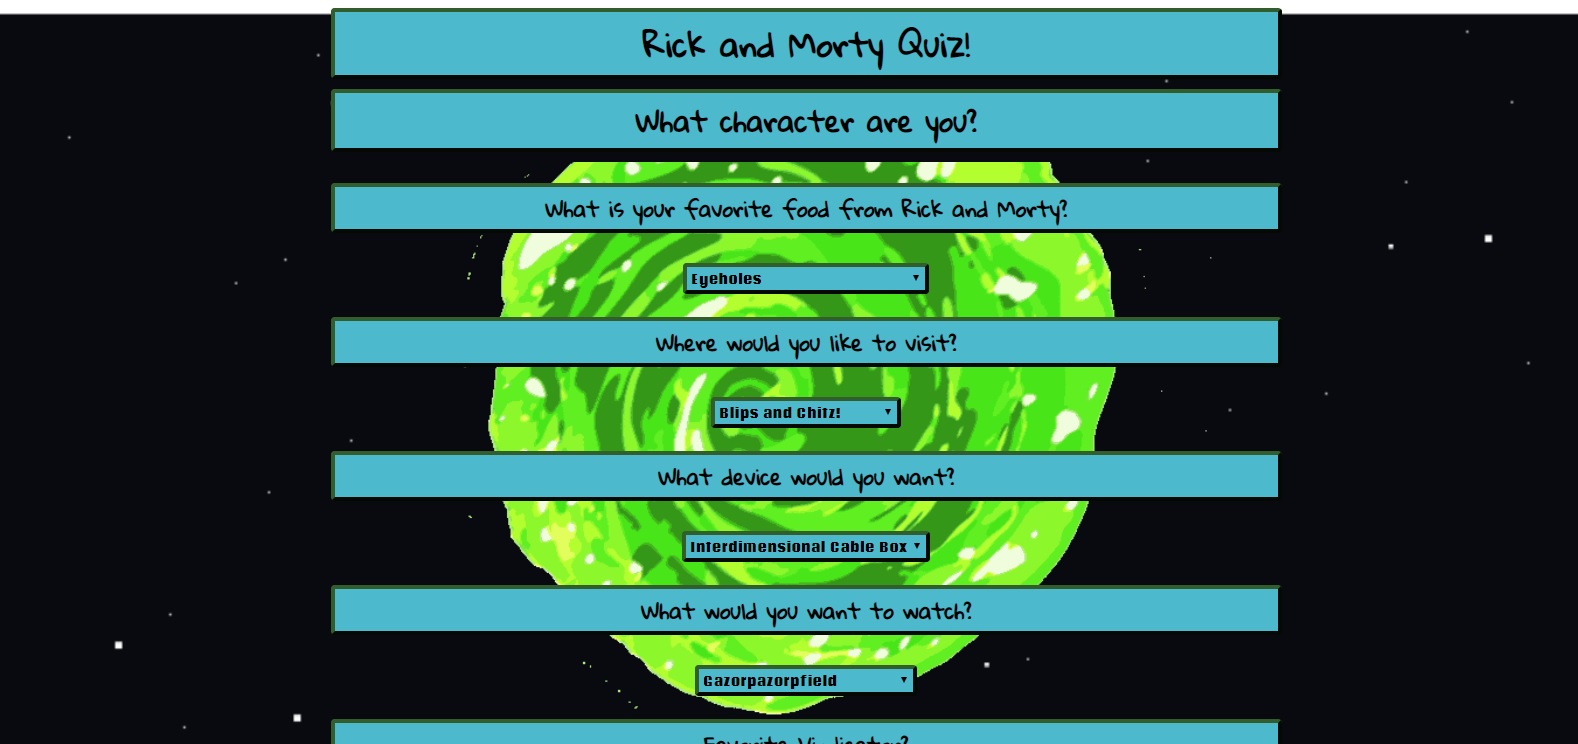 Rick and Morty Quiz!
What character are you?
What is your favorite food from Rick and Morty?
Eyeholes
Where would you like to visit?
Blips and Chitz!
What device would you want?
Interdimensional Cable Box
What would you want to watch?
Gazorpazorpfield
Favorite